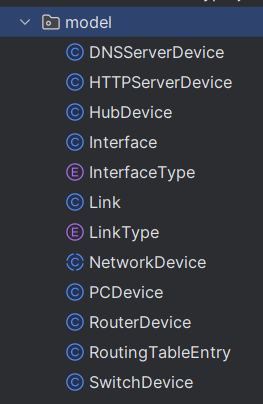 model
C DNSServerDevice
C HTTPServerDevice
C HubDevice
C Interface
E InterfaceType
C Link
E LinkType
C NetworkDevice
C PCDevice
C RouterDevice
C RoutingTableEntry
C SwitchDevice